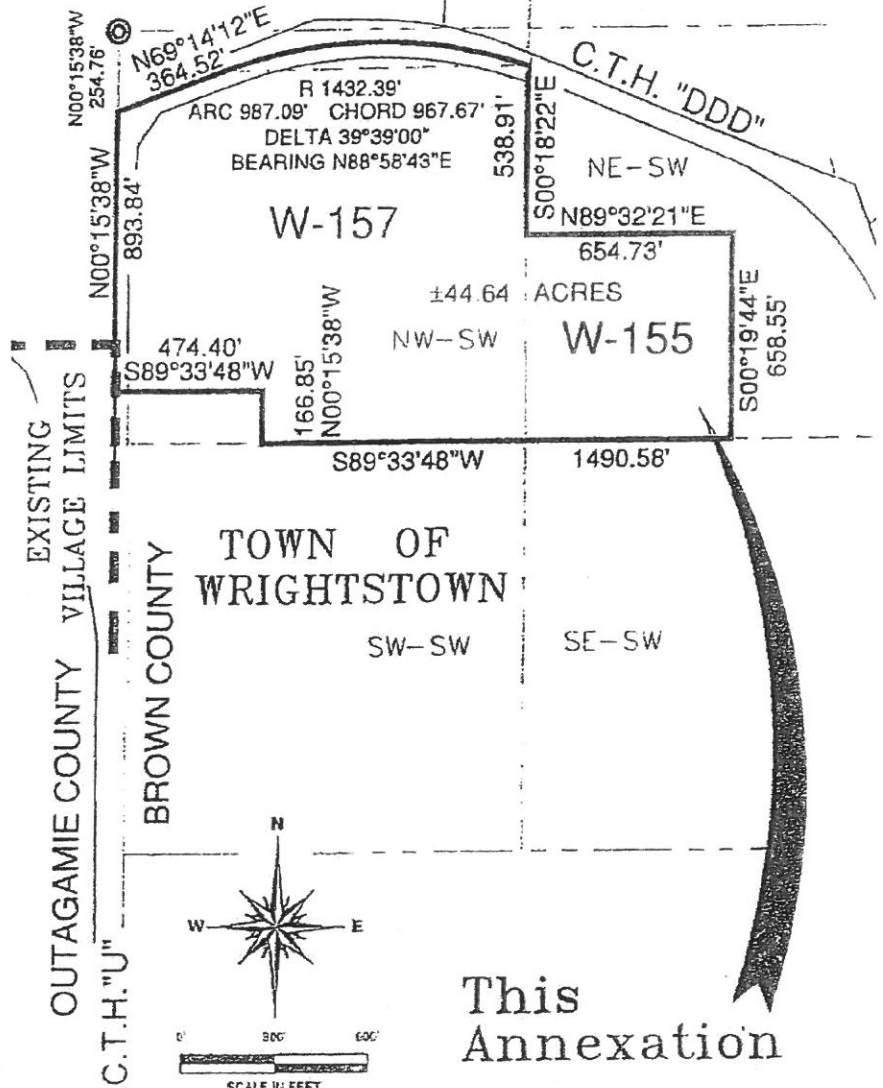 N00°15'38"W
254.76'
N69°14'12"E
364.52'
C.T.H. "DDD"
R 1432.39'
ARC 987.09' CHORD 967.67'
DELTA 39°39'00"
BEARING N88°58'43"E
538.91'
S00°18'22"E
NE-SW
N89°32'21"E
654.73'
N00°15'38"W
893.84'
W-157
±44.64 ACRES
NW-SW
W-155
S00°19'44"E
658.55'
474.40'
S89°33'48"W
166.85'
N00°15'38"W
S89°33'48"W 1490.58'
EXISTING
VILLAGE LIMITS
TOWN OF
WRIGHTSTOWN
SW-SW
SE-SW
OUTAGAMIE COUNTY
BROWN COUNTY
C.T.H. "U"
N
W
E
0' 300' 600'
SCALE IN FEET
This
Annexation